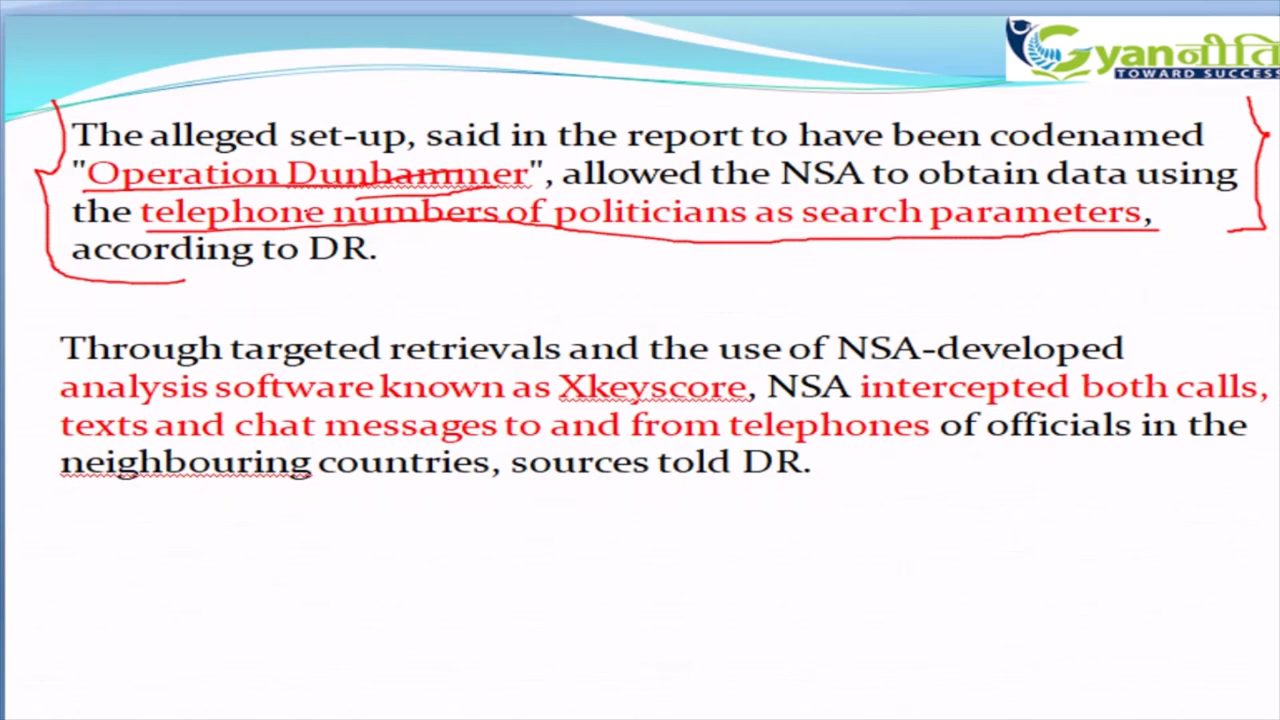 Gyanनीति
TOWARD SUCCESS
The alleged set-up, said in the report to have been codenamed
"Operation Dunhammer", allowed the NSA to obtain data using
the telephone numbers of politicians as search parameters,
according to DR.
Through targeted retrievals and the use of NSA-developed
analysis software known as Xkeyscore, NSA intercepted both calls,
texts and chat messages to and from telephones of officials in the
neighbouring countries, sources told DR.